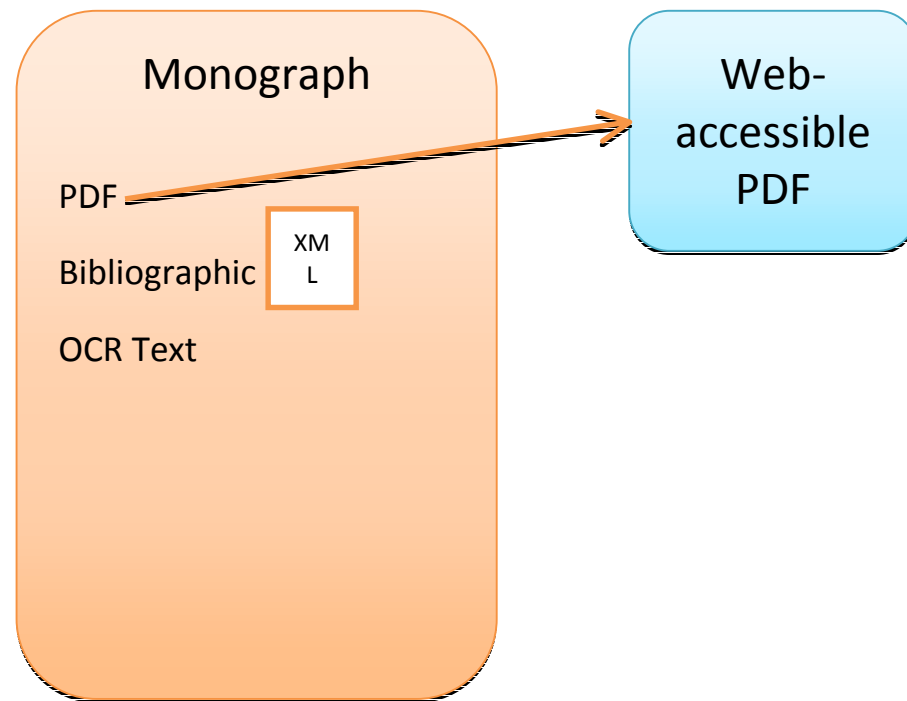 Monograph
PDF
Bibliographic
XM
L
OCR Text
Web-
accessible
PDF